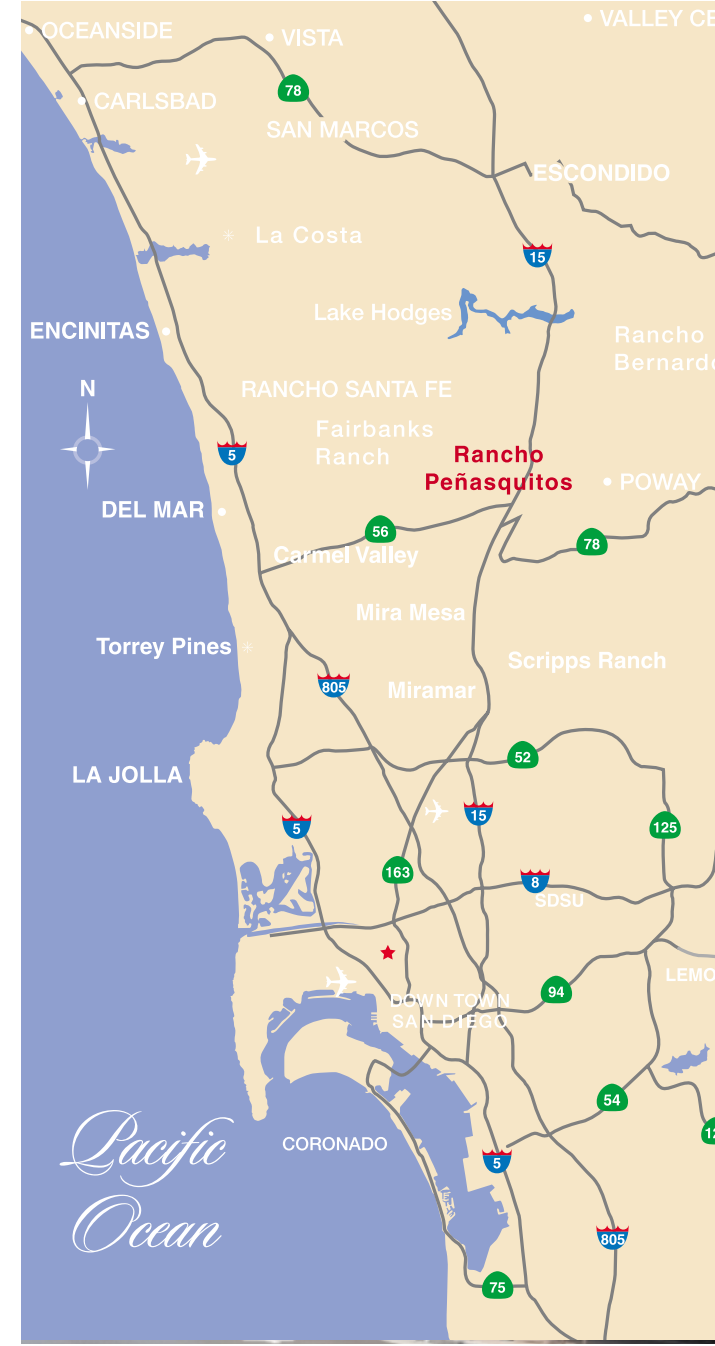 OCEANSIDE
VISTA
VALLEY CE
78
CARLSBAD
SAN MARCOS
ESCONDIDO
La Costa
15
Lake Hodges
ENCINITAS
Rancho
Bernardo
N
RANCHO SANTA FE
Fairbanks
Ranch
5
Rancho
Peñasquitos
POWAY
DEL MAR
56
78
Carmel Valley
Mira Mesa
Torrey Pines
Scripps Ranch
805
Miramar
52
LA JOLLA
15
5
125
163
8
SDSU
LEMO
94
DOWN TOWN
SAN DIEGO
54
12
Pacific
Ocean
CORONADO
5
805
75